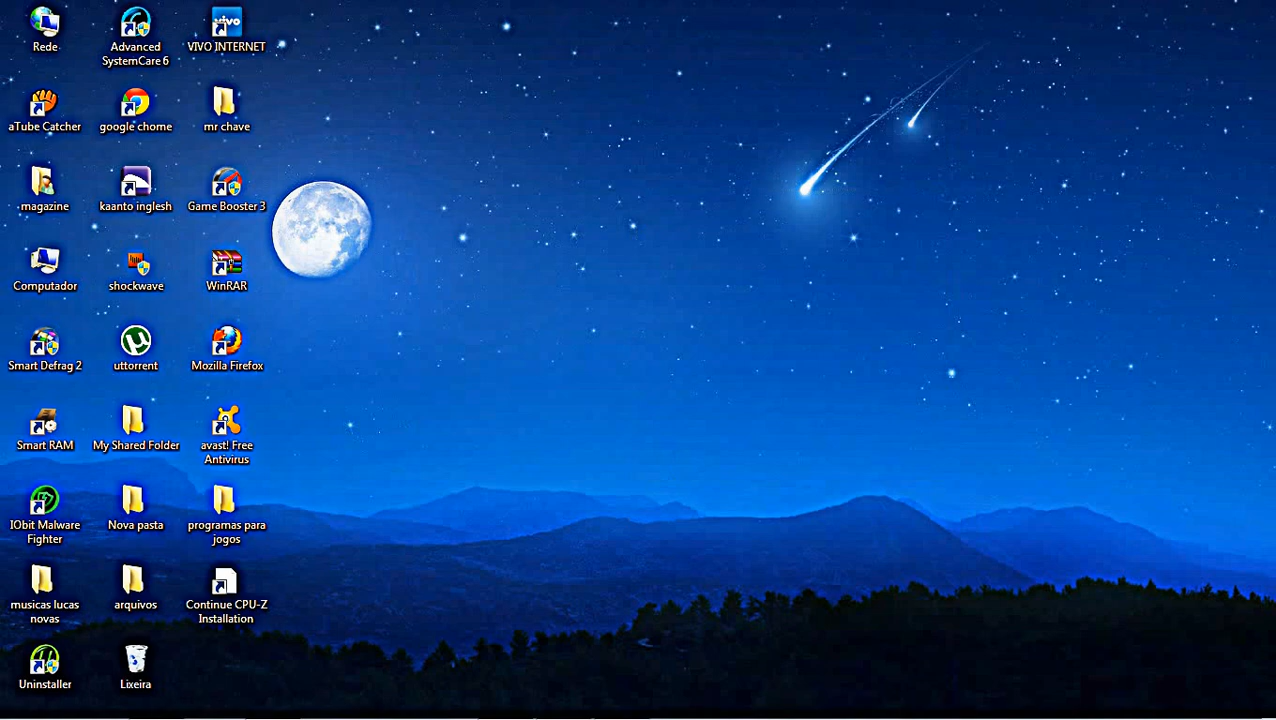 Rede
Advanced
SystemCare 6
vivo
VIVO INTERNET
aTube Catcher
google chome
mr chave
magazine
kaanto inglesh
Game Booster 3
Computador
shockwave
WinRAR
Smart Defrag 2
uttorrent
Mozilla Firefox
Smart RAM
My Shared Folder
avast! Free
Antivirus
IObit Malware
Fighter
Nova pasta
programas para
jogos
musicas lucas
novas
arquivos
Continue CPU-Z
Installation
Uninstaller
Lixeira